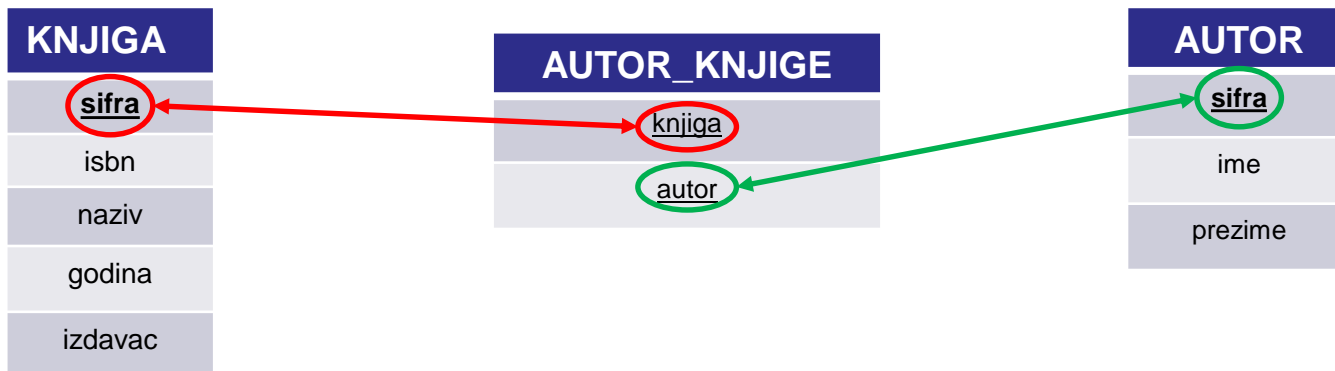 KNJIGA
sifra
isbn
naziv
godina
izdavac
AUTOR_KNJIGE
knjiga
autor
AUTOR
sifra
ime
prezime